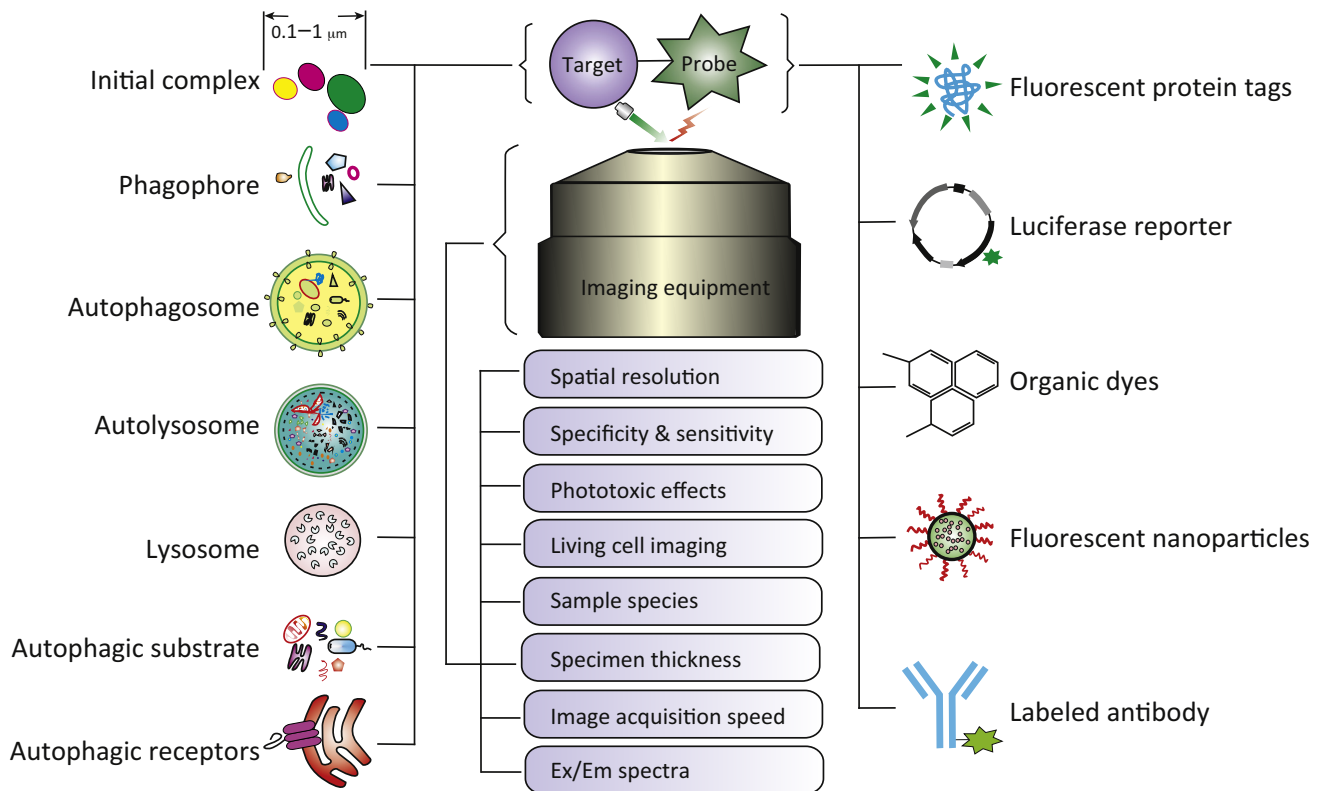 0.1–1 μm
Initial complex
Phagophore
Autophagosome
Autolysosome
Lysosome
Autophagic substrate
Autophagic receptors
Target
Probe
Imaging equipment
Spatial resolution
Specificity & sensitivity
Phototoxic effects
Living cell imaging
Sample species
Specimen thickness
Image acquisition speed
Ex/Em spectra
Fluorescent protein tags
Luciferase reporter
Organic dyes
Fluorescent nanoparticles
Labeled antibody